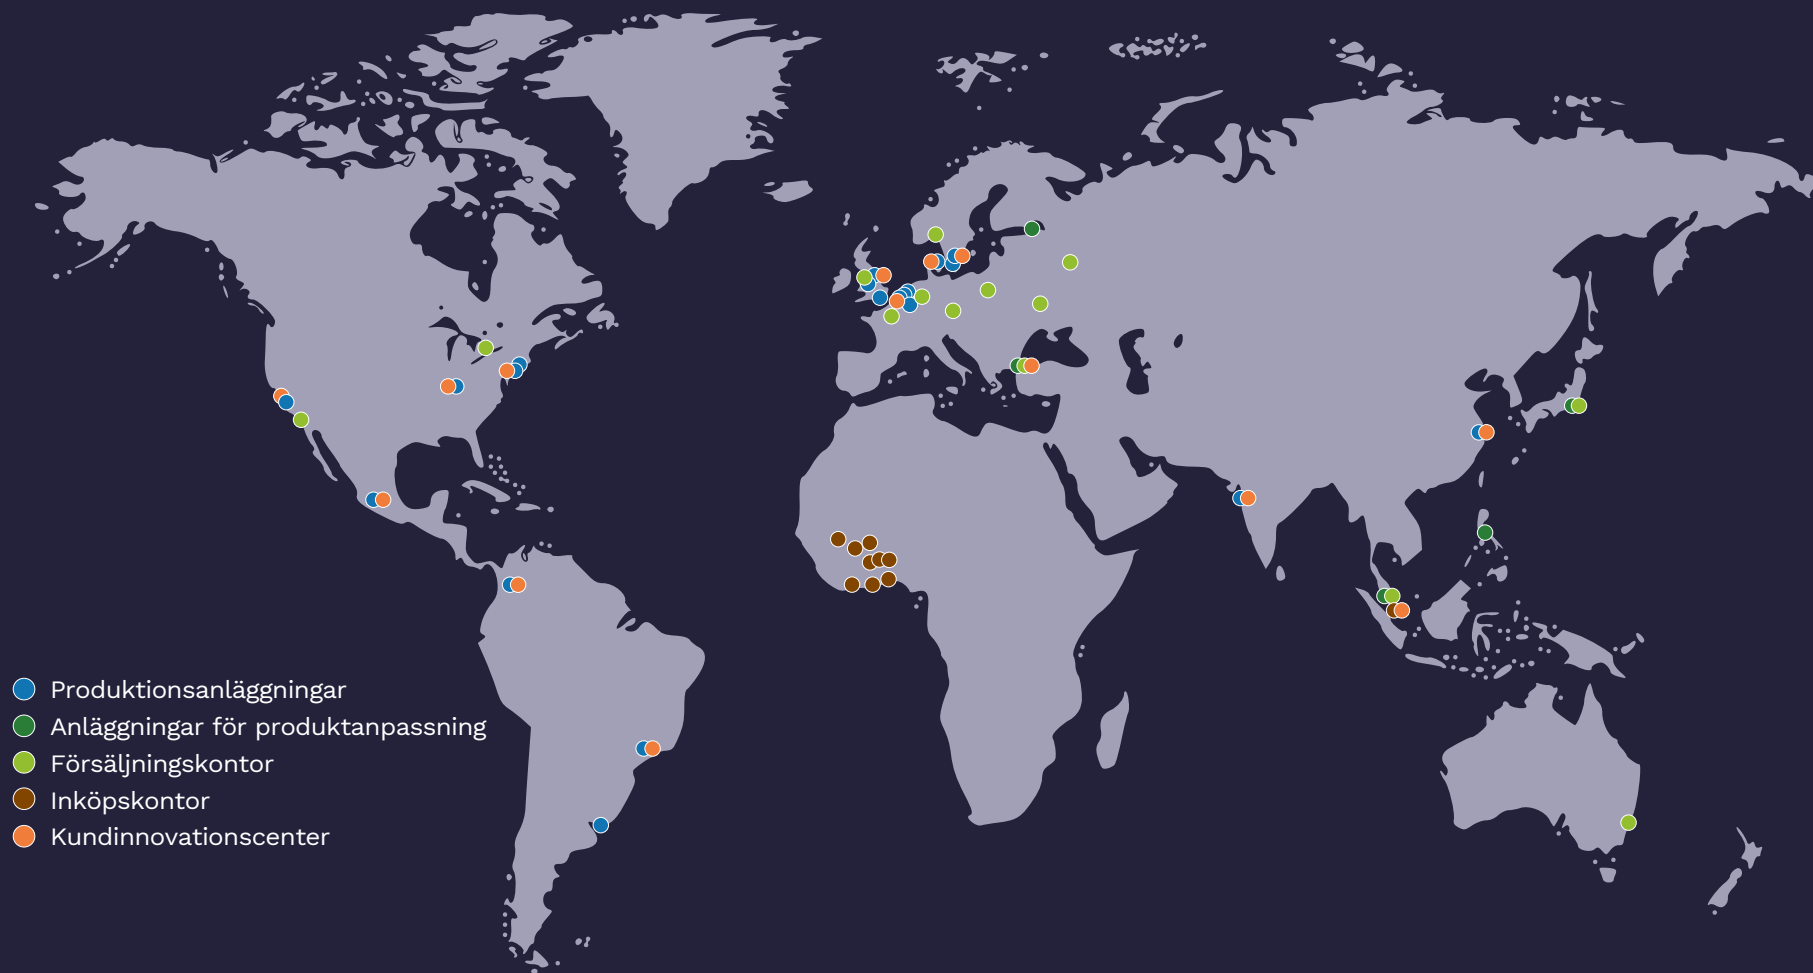 Produktionsanläggningar
Anläggningar för produktanpassning
Försäljningskontor
Inköpskontor
Kundinnovationscenter